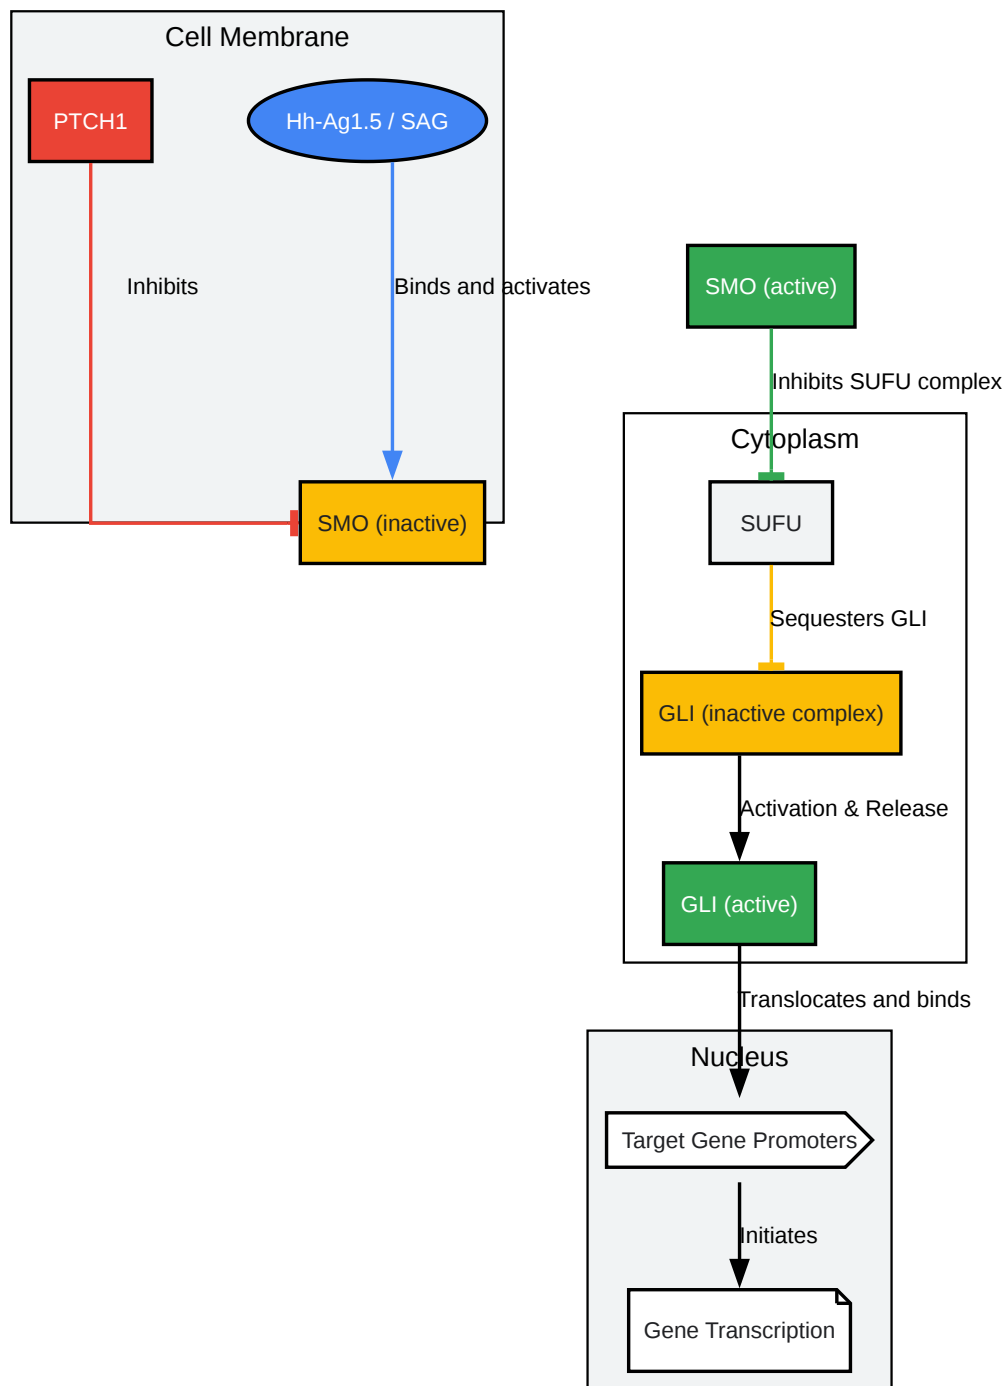 Cell Membrane
PTCH1
Hh-Ag1.5 / SAG
Inhibits
Binds and activates
SMO (active)
Inhibits SUFU complex
Cytoplasm
SMO (inactive)
SUFU
Sequesters GLI
GLI (inactive complex)
Activation & Release
GLI (active)
Translocates and binds
Nucleus
Target Gene Promoters
Initiates
Gene Transcription